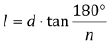 l = d · tan 180°/n